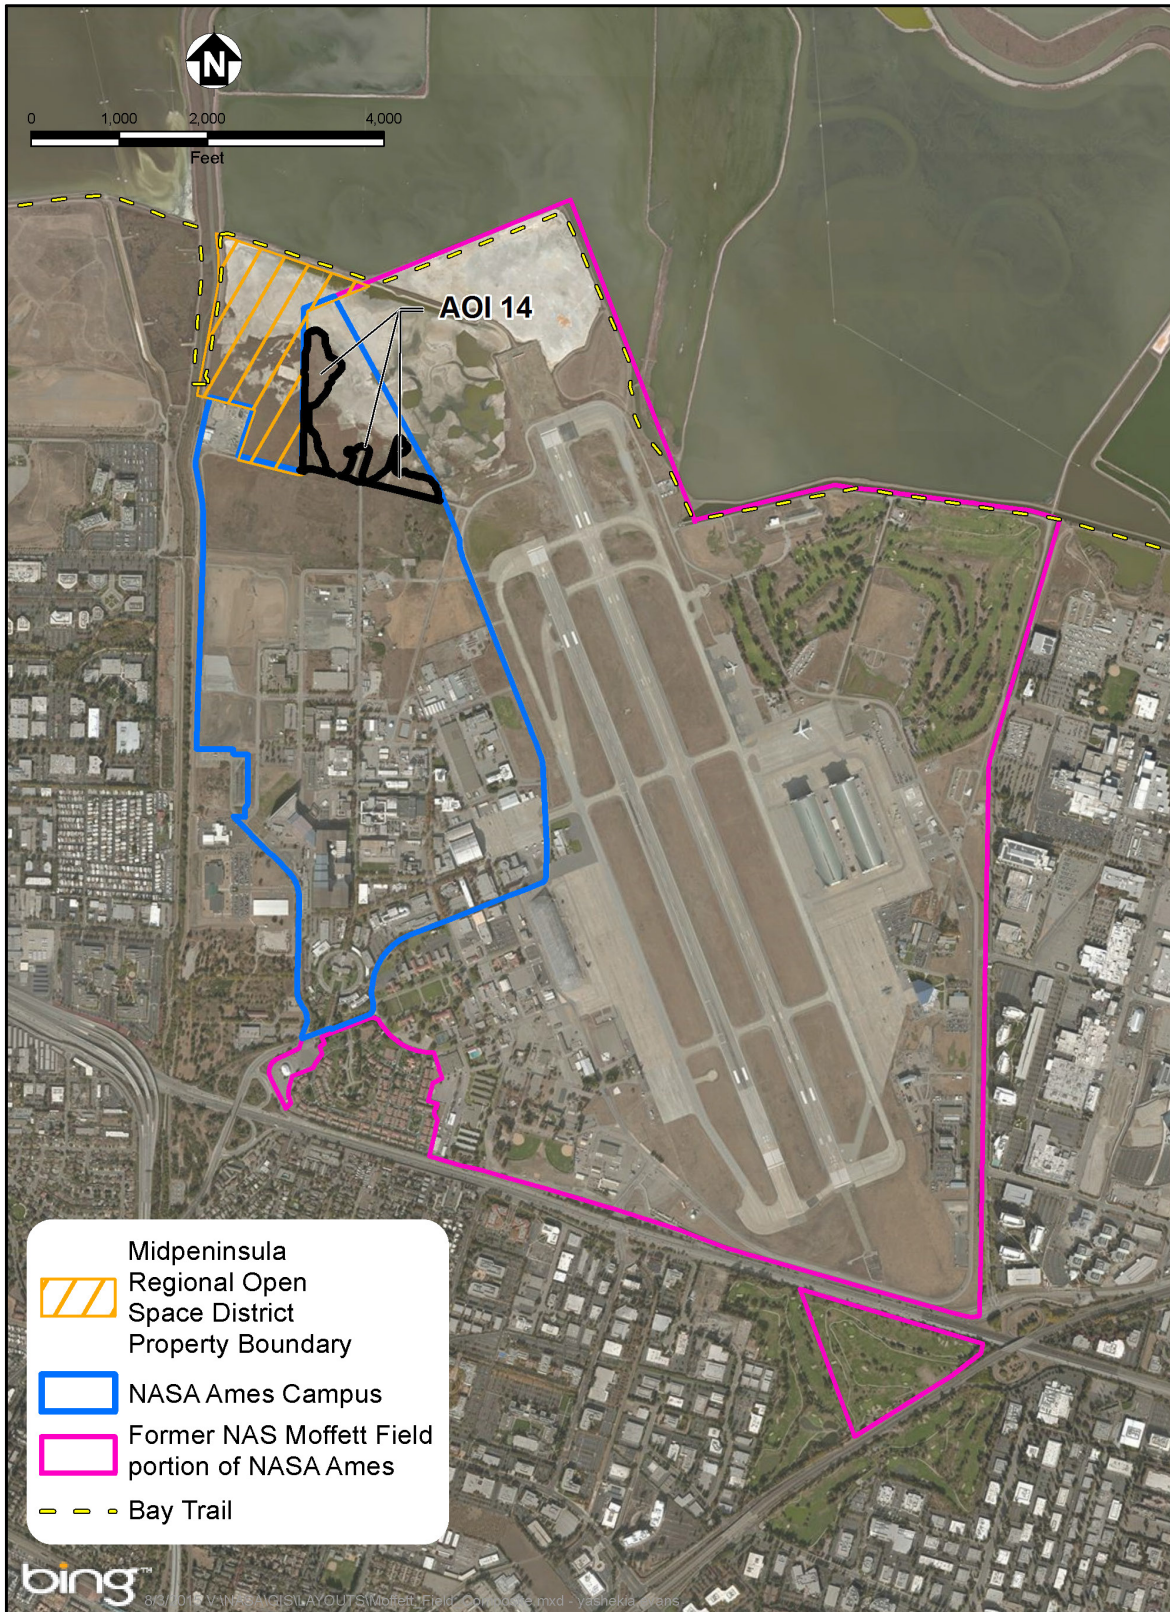 N
0 1,000 2,000 4,000
Feet
AOI 14
Midpeninsula
Regional Open
Space District
Property Boundary
NASA Ames Campus
Former NAS Moffett Field
portion of NASA Ames
Bay Trail
bing™